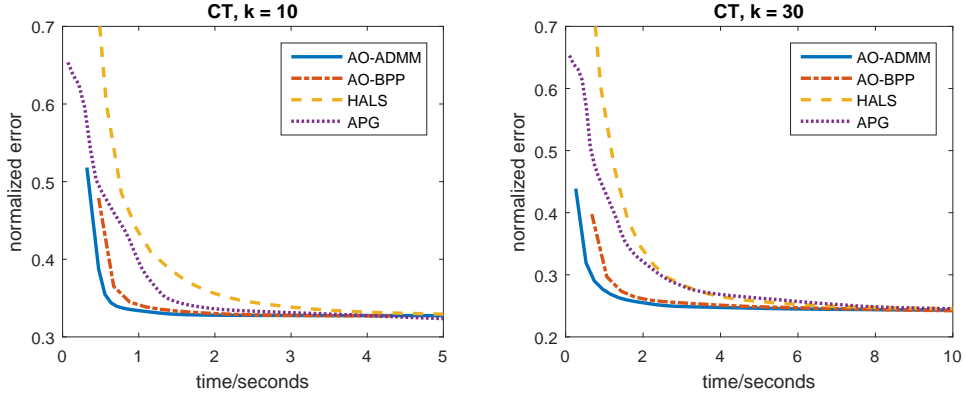 CT, k = 10
0.7
0.6
0.5
0.4
0.3
normalized error
0
1
2
3
4
5
time/seconds
AO-ADMM
AO-BPP
HALS
APG
CT, k = 30
0.7
0.6
0.5
0.4
0.3
0.2
normalized error
0
2
4
6
8
10
time/seconds
AO-ADMM
AO-BPP
HALS
APG